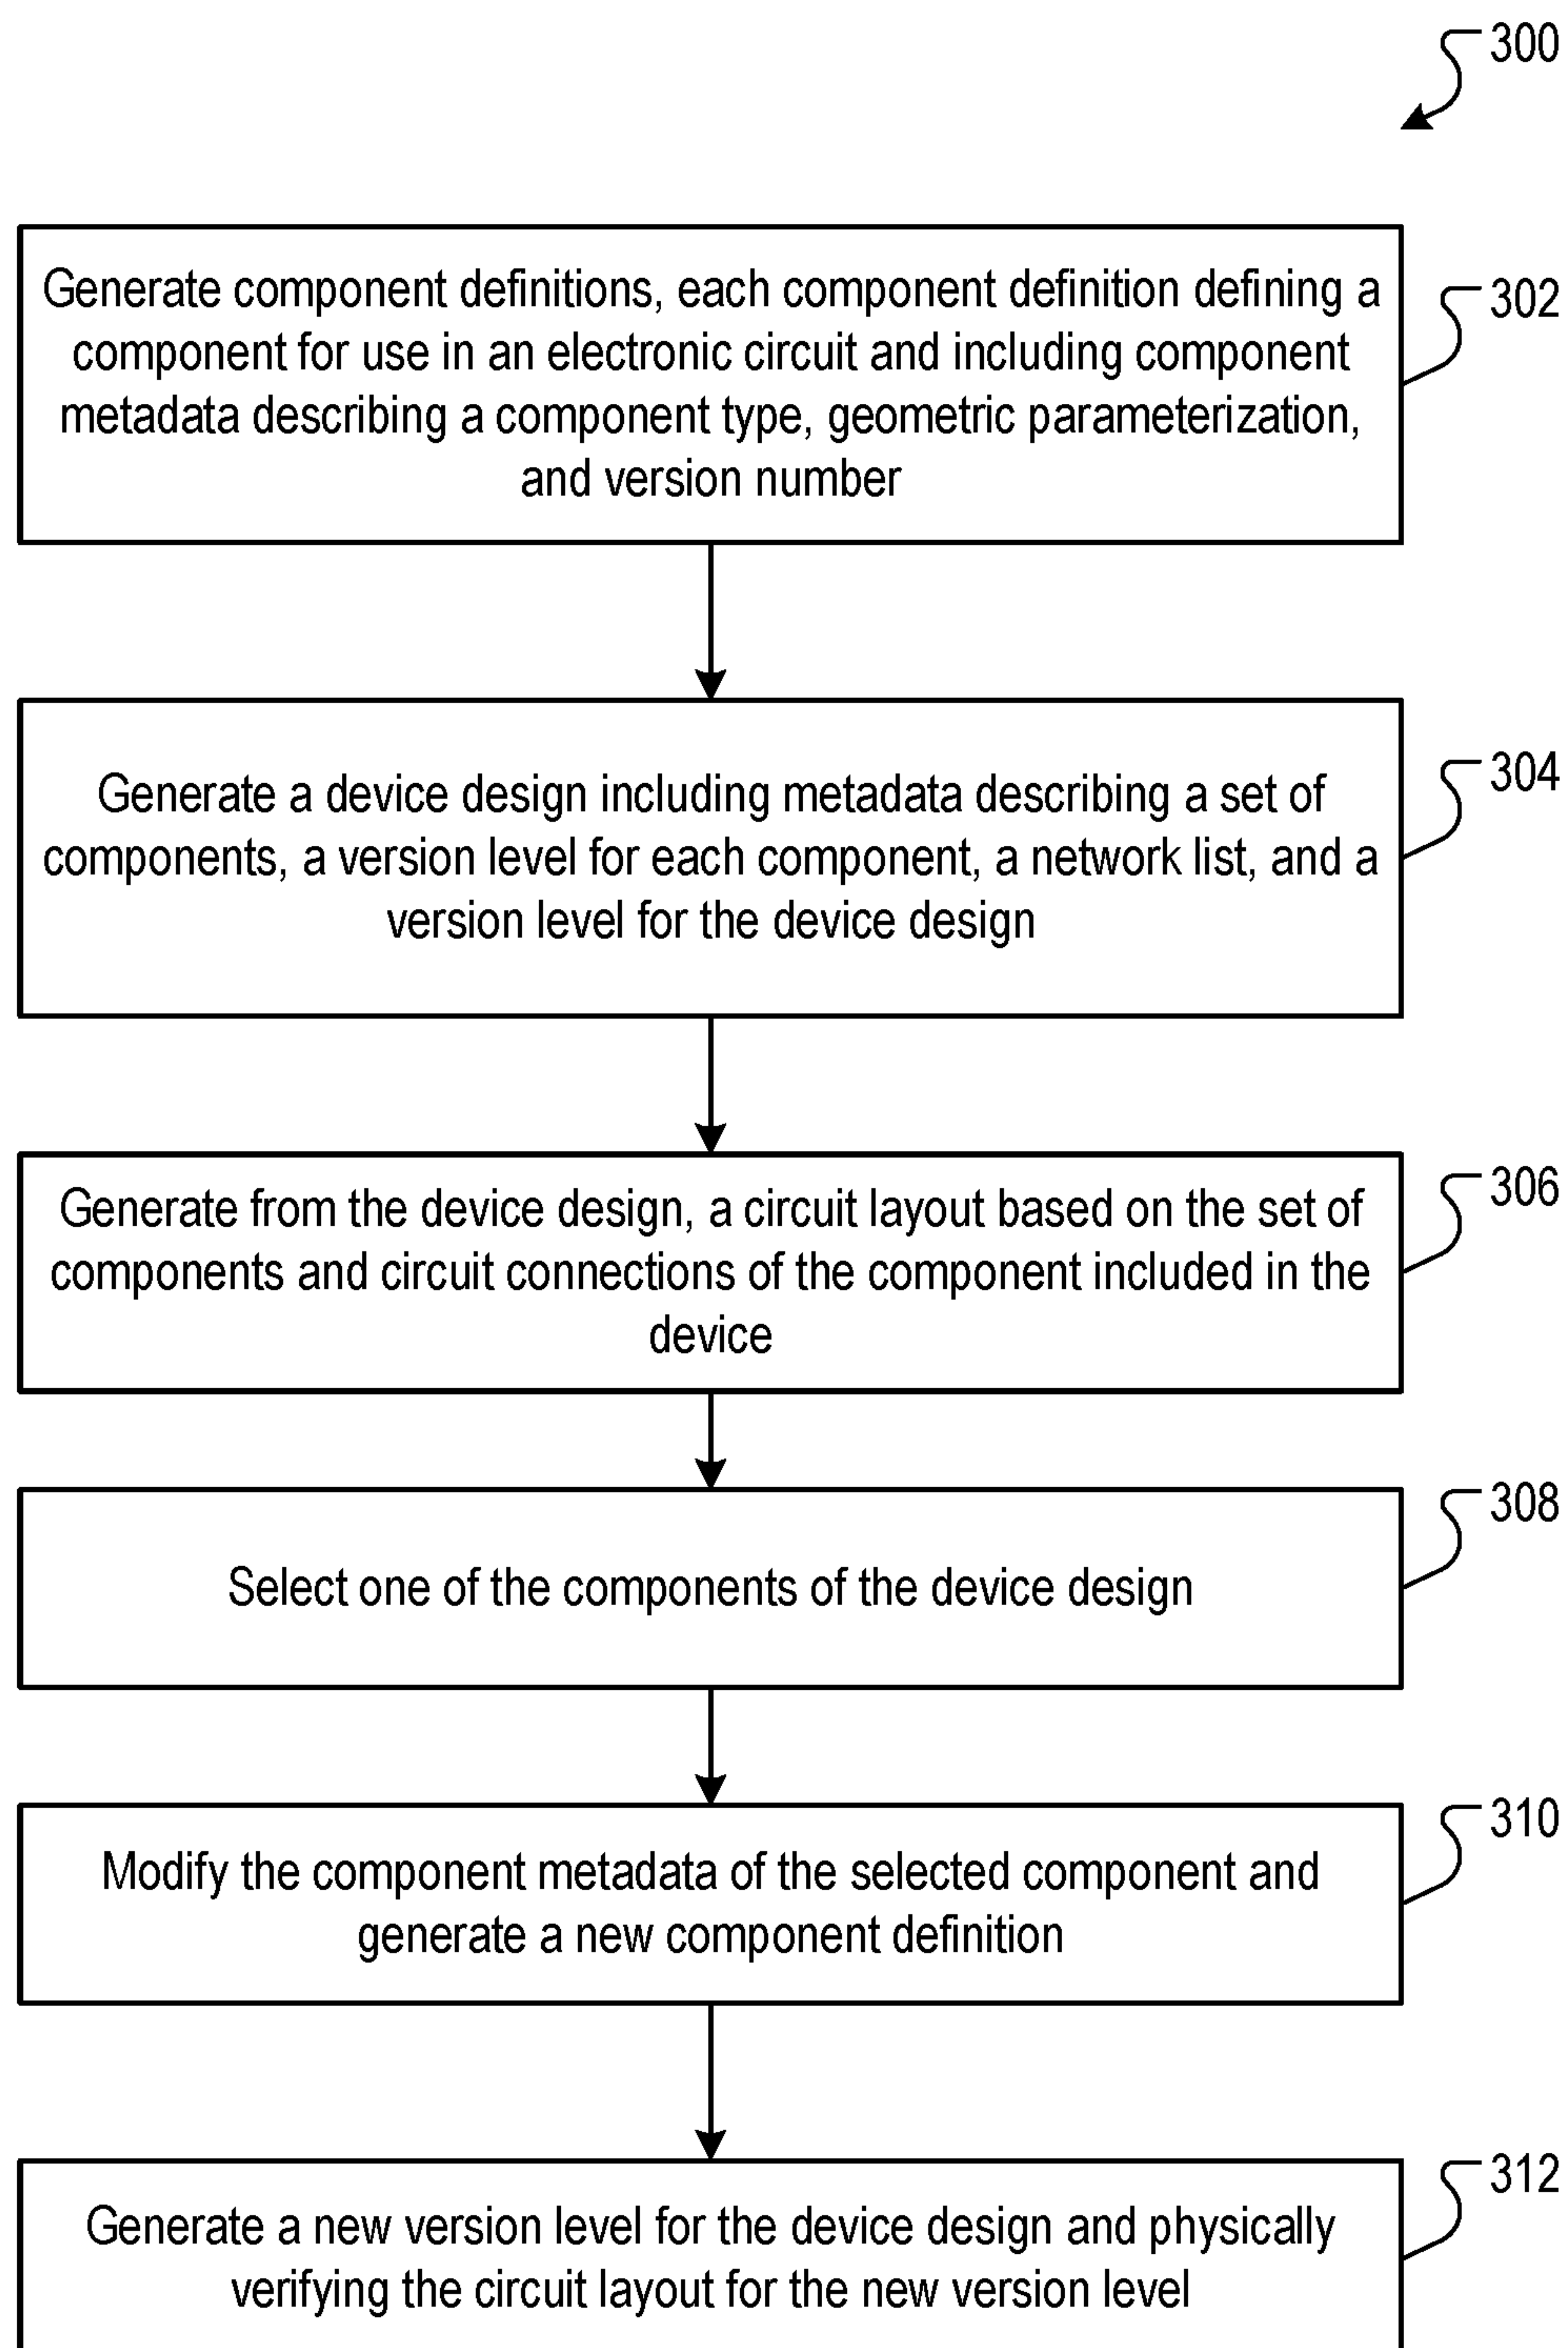 300
Generate component definitions, each component definition defining a
component for use in an electronic circuit and including component
metadata describing a component type, geometric parameterization,
and version number
302
Generate a device design including metadata describing a set of
components, a version level for each component, a network list, and a
version level for the device design
304
Generate from the device design, a circuit layout based on the set of
components and circuit connections of the component included in the
device
306
Select one of the components of the device design
308
Modify the component metadata of the selected component and
generate a new component definition
310
Generate a new version level for the device design and physically
verifying the circuit layout for the new version level
312